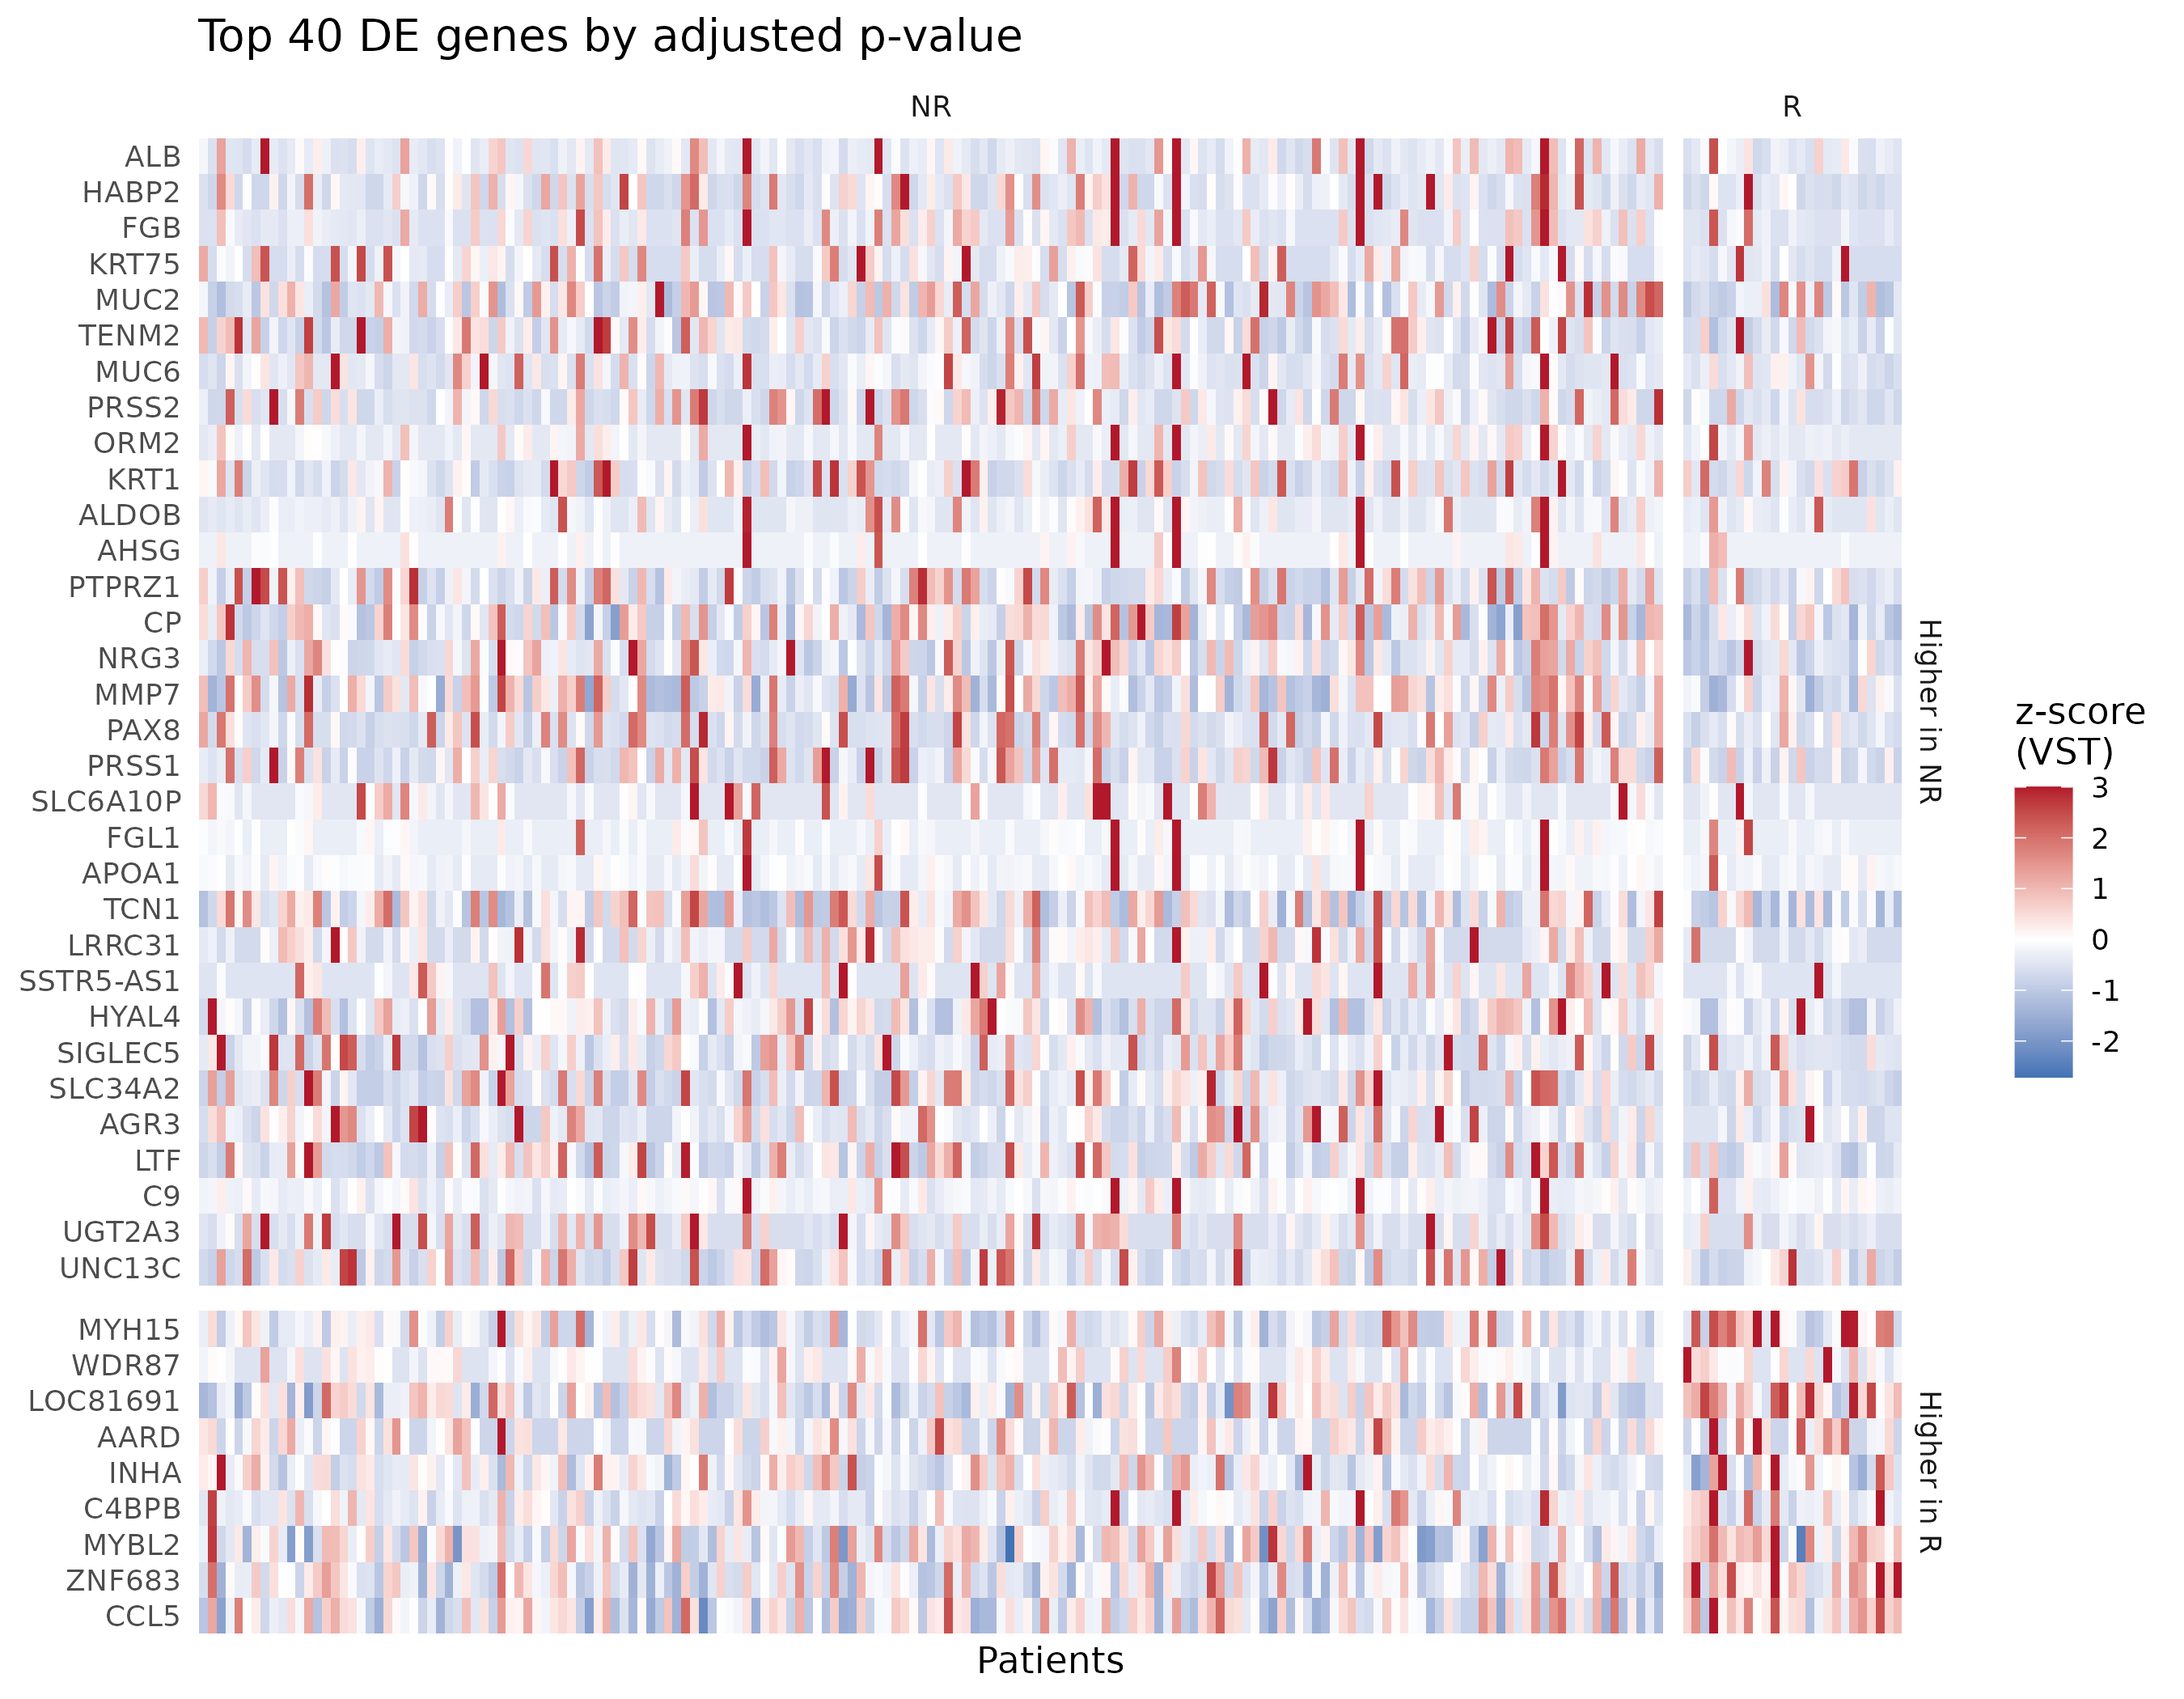 Top 40 DE genes by adjusted p-value
NR
R
ALB
HABP2
FGB
KRT75
MUC2
TENM2
MUC6
PRSS2
ORM2
KRT1
ALDOB
AHSG
PTPRZ1
CP
NRG3
MMP7
PAX8
PRSS1
SLC6A10P
FGL1
APOA1
TCN1
LRRC31
SSTR5-AS1
HYAL4
SIGLEC5
SLC34A2
AGR3
LTF
C9
UGT2A3
UNC13C
Higher in NR
MYH15
WDR87
LOC81691
AARD
INHA
C4BPB
MYBL2
ZNF683
CCL5
Higher in R
Patients
z-score
(VST)
3
2
1
0
-1
-2